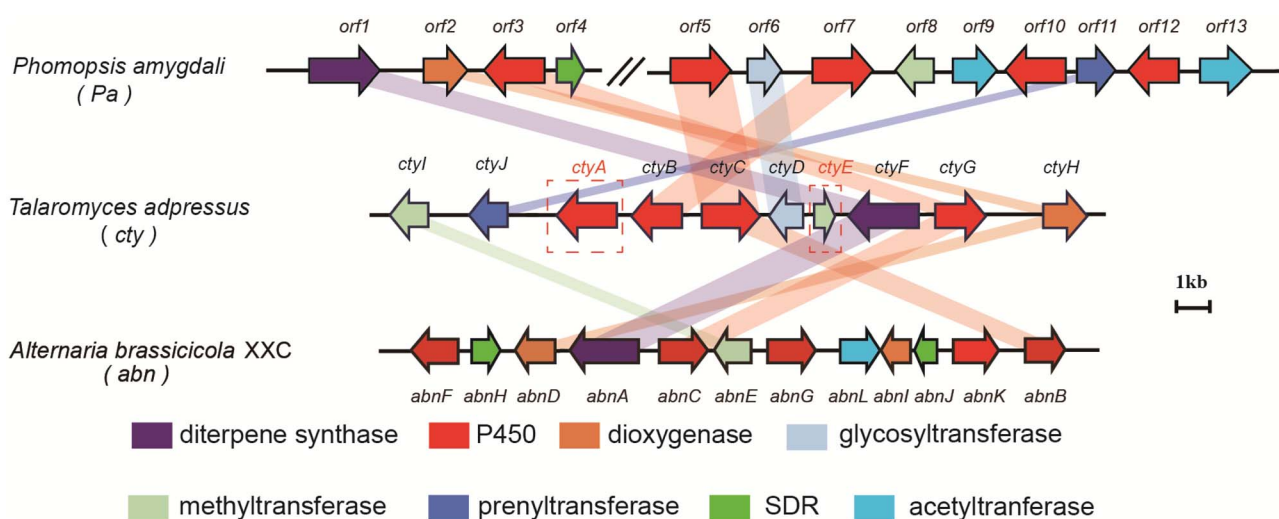 orf1 orf2 orf3 orf4 orf5 orf6 orf7 orf8 orf9 orf10 orf11 orf12 orf13
Phomopsis amygdali
( Pa )
ctyI ctyJ ctyA ctyB ctyC ctyD ctyE ctyF ctyG ctyH
Talaromyces adpressus
( cty )
1kb
Alternaria brassicicola XXC
( abn )
abnF abnH abnD abnA abnC abnE abnG abnL abnI abnJ abnK abnB
diterpene synthase P450 dioxygenase glycosyltransferase
methyltransferase prenyltransferase SDR acetyltranferase